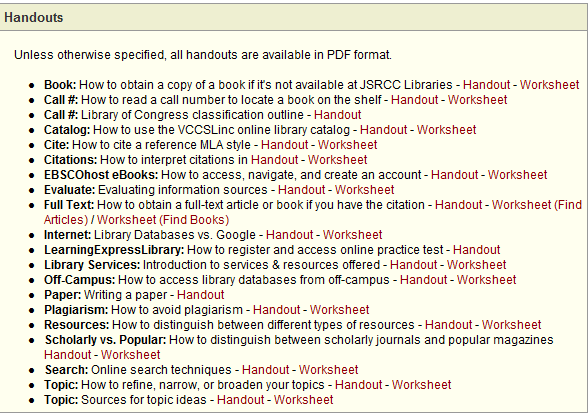 Handouts
Unless otherwise specified, all handouts are available in PDF format.
● Book: How to obtain a copy of a book if it's not available at JSRCC Libraries - Handout - Worksheet
● Call #: How to read a call number to locate a book on the shelf - Handout - Worksheet
● Call #: Library of Congress classification outline - Handout
● Catalog: How to use the VCCSLinc online library catalog - Handout - Worksheet
● Cite: How to cite a reference MLA style - Handout - Worksheet
● Citations: How to interpret citations in Handout - Worksheet
● EBSCOhost eBooks: How to access, navigate, and create an account - Handout - Worksheet
● Evaluate: Evaluating information sources - Handout - Worksheet
● Full Text: How to obtain a full-text article or book if you have the citation - Handout - Worksheet (Find
Articles) / Worksheet (Find Books)
● Internet: Library Databases vs. Google - Handout - Worksheet
● LearningExpressLibrary: How to register and access online practice test - Handout
● Library Services: Introduction to services & resources offered - Handout - Worksheet
● Off-Campus: How to access library databases from off-campus - Handout - Worksheet
● Paper: Writing a paper - Handout
● Plagiarism: How to avoid plagiarism - Handout - Worksheet
● Resources: How to distinguish between different types of resources - Handout - Worksheet
● Scholarly vs. Popular: How to distinguish between scholarly journals and popular magazines
Handout - Worksheet
● Search: Online search techniques - Handout - Worksheet
● Topic: How to refine, narrow, or broaden your topics - Handout - Worksheet
● Topic: Sources for topic ideas - Handout - Worksheet